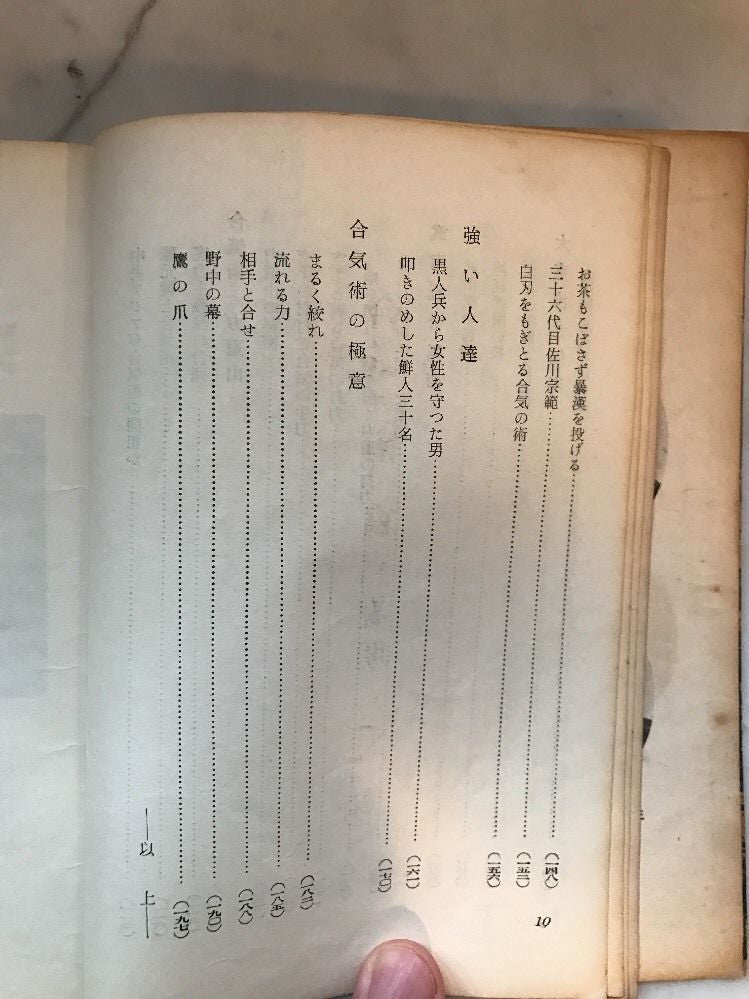 お茶もこぼさず暴漢を投げる……(一四八)
三十六代目佐川宗範……(一五二)
白刃をもぎとる合気の術……(一五六)
強い人達
黒人兵から女性を守つた男……(一六一)
叩きのめした鮮人三十名……(一七〇)
合気術の極意
まるく絞れ……(一八二)
流れる力……(一八五)
相手と合せ……(一八八)
野中の幕……(一九〇)
鷹の爪……(一九七)
―以上―
10